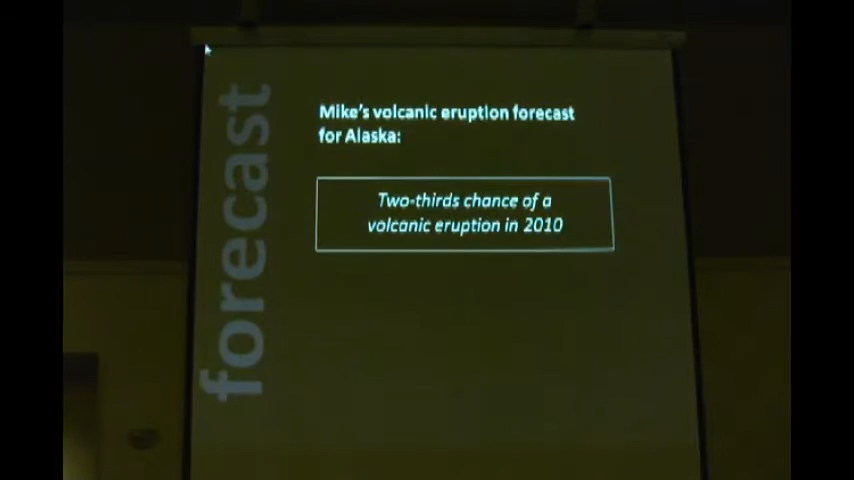 forecast
Mike's volcanic eruption forecast
for Alaska:
Two-thirds chance of a
volcanic eruption in 2010